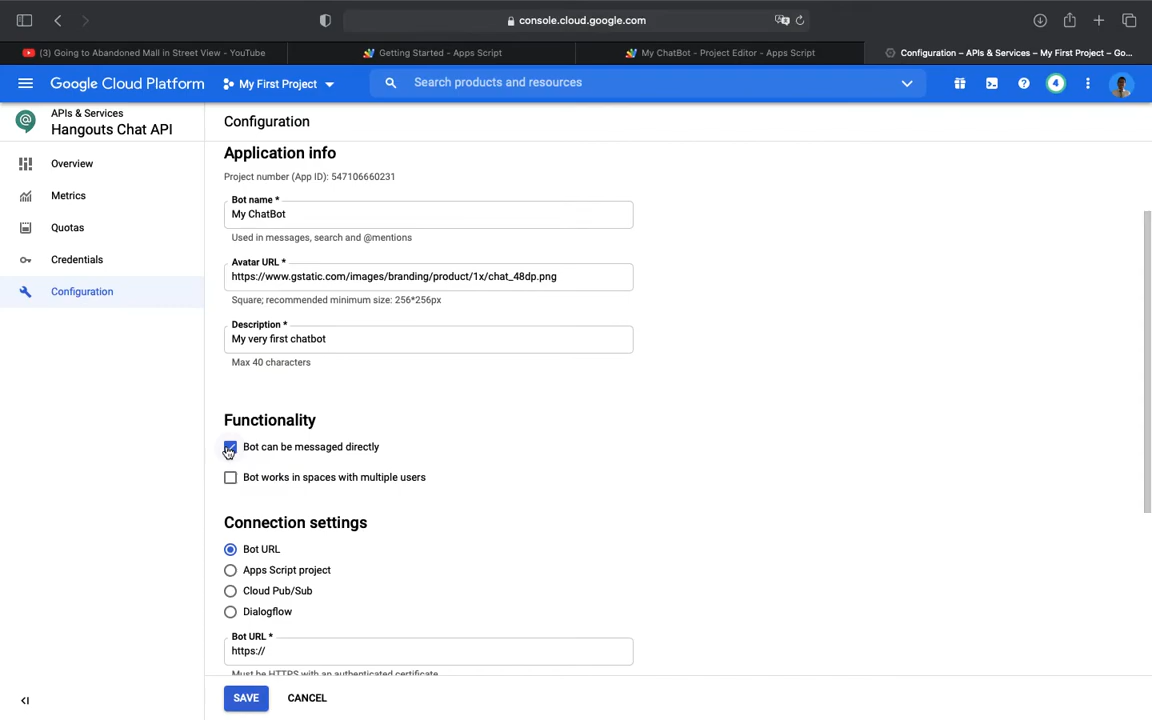 console.cloud.google.com
(3) Going to Abandoned Mall in Street View - YouTube
Getting Started - Apps Script
My ChatBot - Project Editor - Apps Script
Configuration – APIs & Services – My First Project – Go...
Google Cloud Platform
My First Project
Search products and resources
4
APIs & Services
Hangouts Chat API
Configuration
Overview
Metrics
Quotas
Credentials
Configuration
Application info
Project number (App ID): 547106660231
Bot name *
My ChatBot
Used in messages, search and @mentions
Avatar URL *
https://www.gstatic.com/images/branding/product/1x/chat_48dp.png
Square; recommended minimum size: 256*256px
Description *
My very first chatbot
Max 40 characters
Functionality
Bot can be messaged directly
Bot works in spaces with multiple users
Connection settings
Bot URL
Apps Script project
Cloud Pub/Sub
Dialogflow
Bot URL *
https://
Must be HTTPS with an authenticated certificate
SAVE
CANCEL